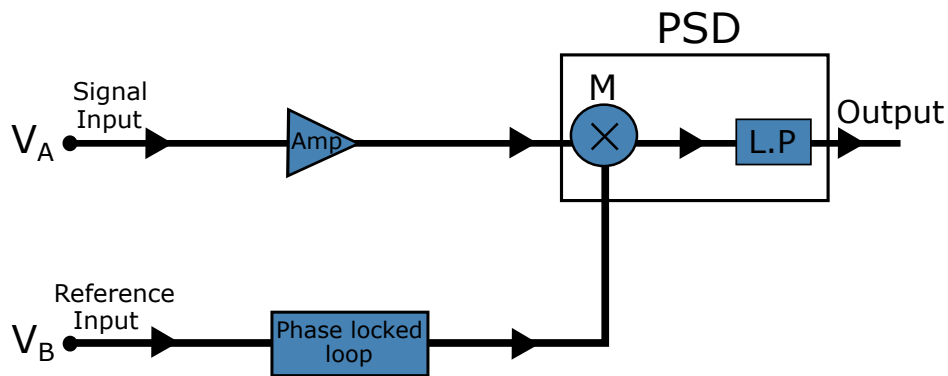 PSD
Signal
Input
V_A
Amp
M
×
L.P
Output
Reference
Input
V_B
Phase locked
loop